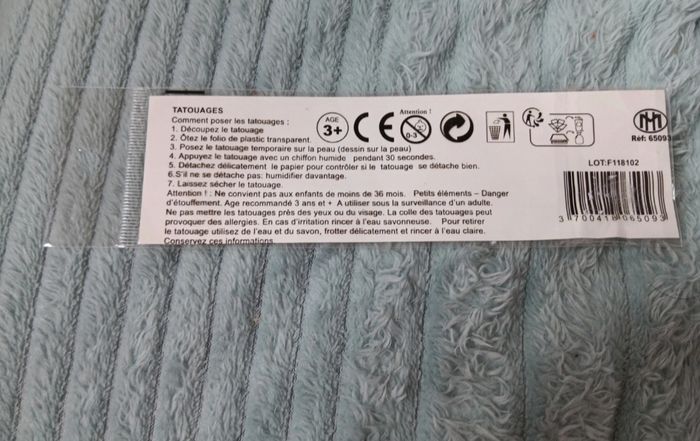 TATOUAGES
Comment poser les tatouages :
1. Découpez le tatouage
2. Ôtez le folio de plastic transparent.
3. Posez le tatouage temporaire sur la peau (dessin sur la peau)
4. Appuyez le tatouage avec un chiffon humide pendant 30 secondes.
5. Détachez délicatement le papier pour contrôler si le tatouage se détache bien.
6.S'il ne se détache pas: humidifier davantage.
7. Laissez sécher le tatouage.
Attention ! : Ne convient pas aux enfants de moins de 36 mois. Petits éléments – Danger
d'étouffement. Age recommandé 3 ans et + A utiliser sous la surveillance d'un adulte.
Ne pas mettre les tatouages près des yeux ou du visage. La colle des tatouages peut
provoquer des allergies. En cas d'irritation rincer à l'eau savonneuse. Pour retirer
le tatouage utilisez de l'eau et du savon, frotter délicatement et rincer à l'eau claire.
Conservez ces informations
AGE
3+
CE
Attention !
0-3
HM
Réf: 65093
LOT:F118102
3 700418 065093